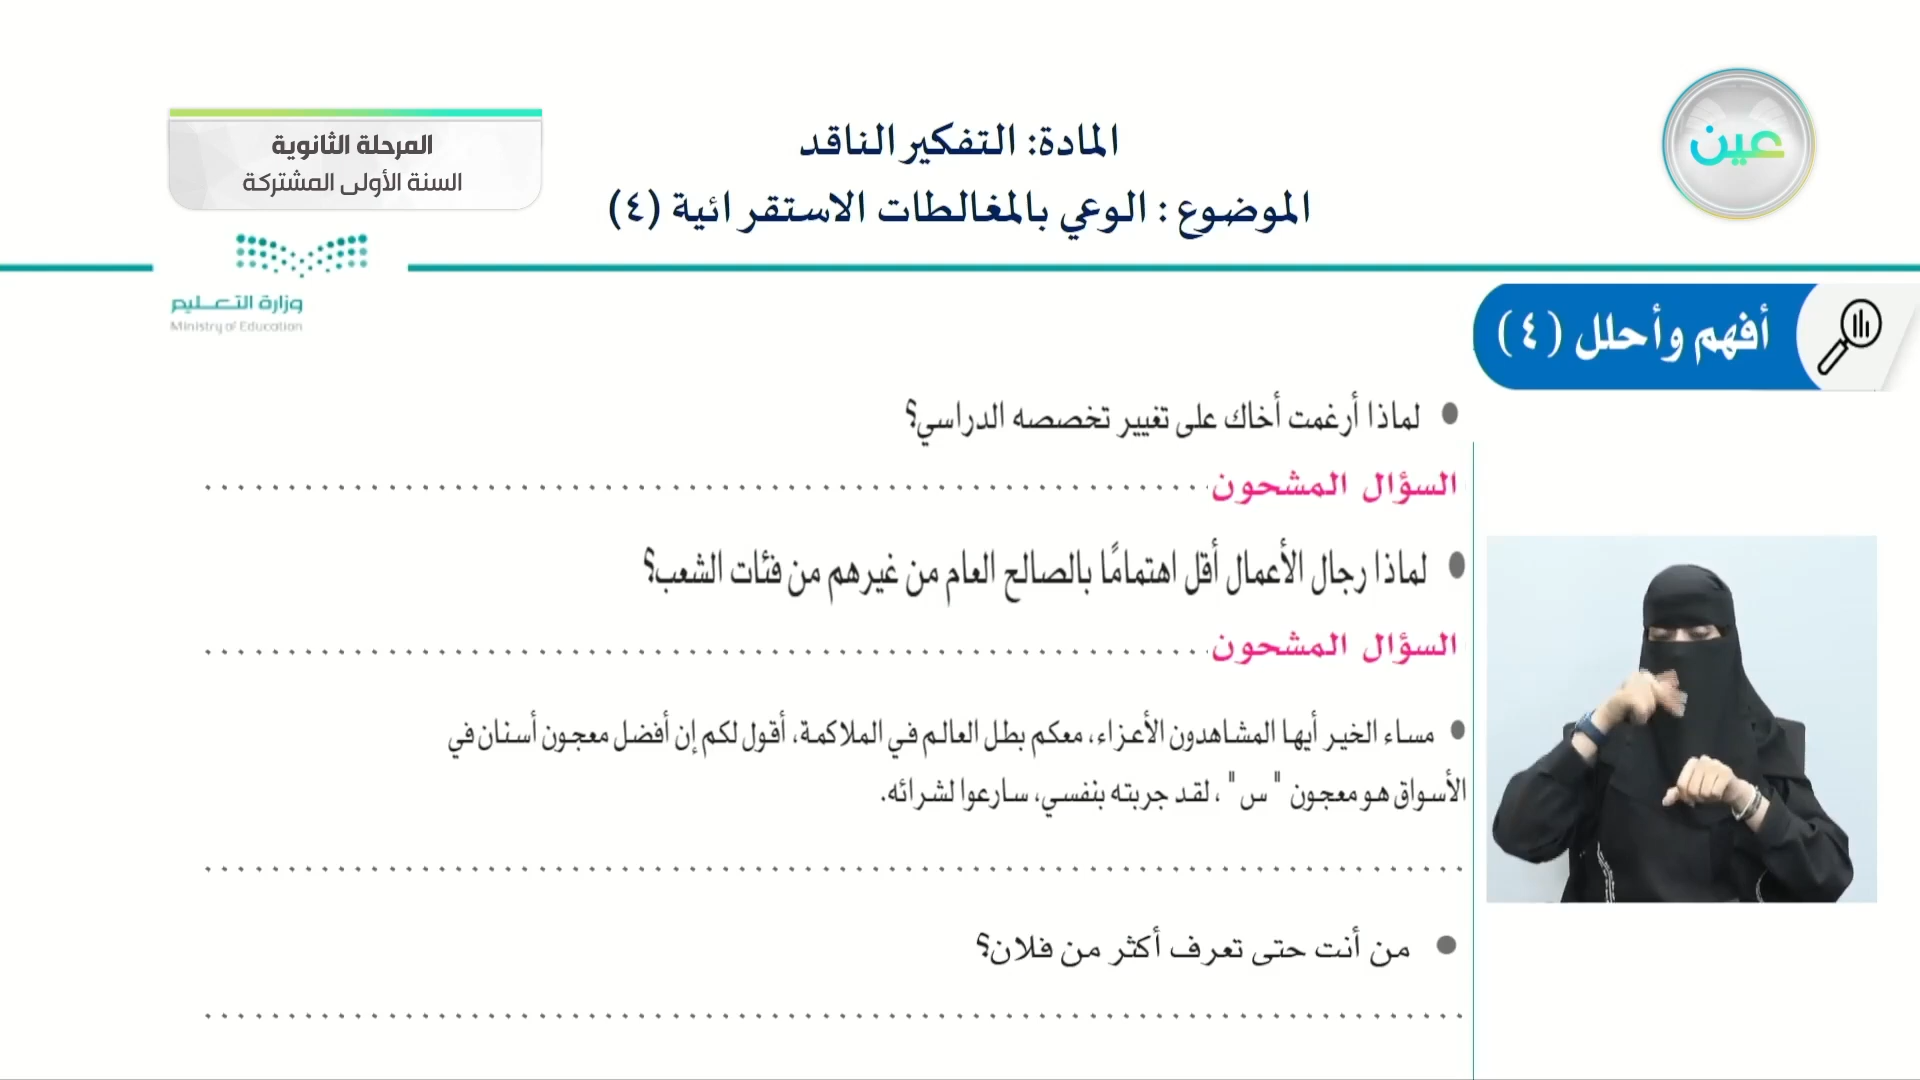 عين
المادة: التفكير الناقد
الموضوع : الوعي بالمغالطات الاستقرائية (٤)
المرحلة الثانوية
السنة الأولى المشتركة
وزارة التعليم
Ministry of Education
أفهم وأحلل (٤)
● لماذا أرغمت أخاك على تغيير تخصصه الدراسي؟
السؤال المشحون
● لماذا رجال الأعمال أقل اهتمامًا بالصالح العام من غيرهم من فئات الشعب؟
السؤال المشحون
● مساء الخير أيها المشاهدون الأعزاء، معكم بطل العالم في الملاكمة، أقول لكم إن أفضل معجون أسنان في
الأسواق هو معجون "س"، لقد جربته بنفسي، سارعوا لشرائه.
● من أنت حتى تعرف أكثر من فلان؟